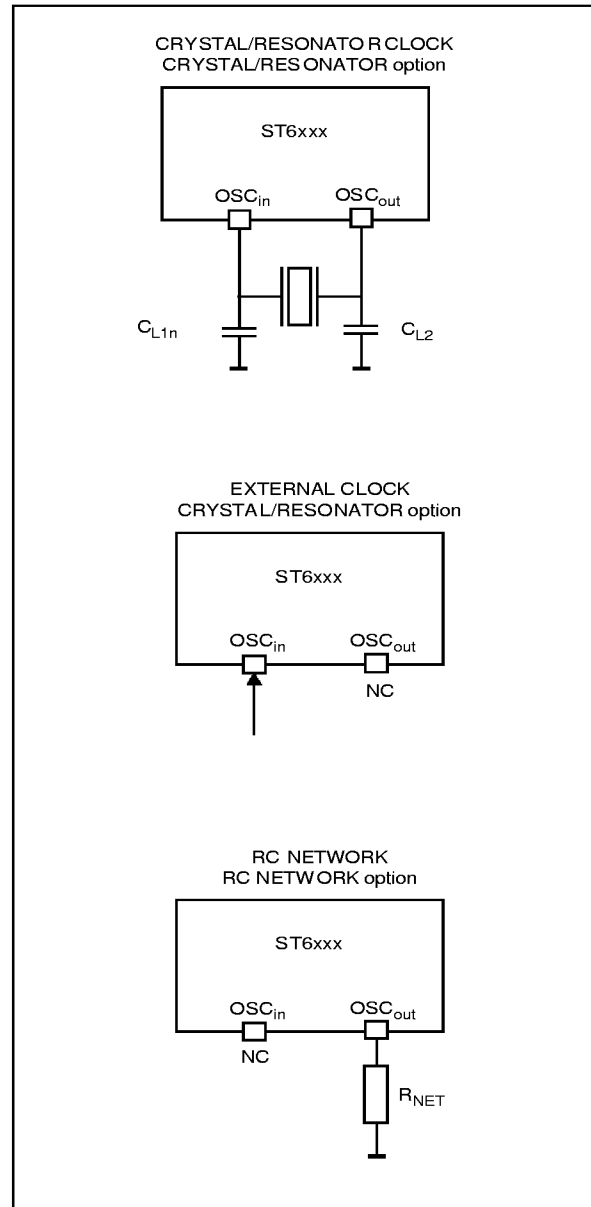 CRYSTAL/RESONATOR CLOCK
CRYSTAL/RESONATOR option
ST6xxx
OSCin OSCout
CL1n CL2
EXTERNAL CLOCK
CRYSTAL/RESONATOR option
ST6xxx
OSCin OSCout
NC
RC NETWORK
RC NETWORK option
ST6xxx
OSCin OSCout
NC
RNET